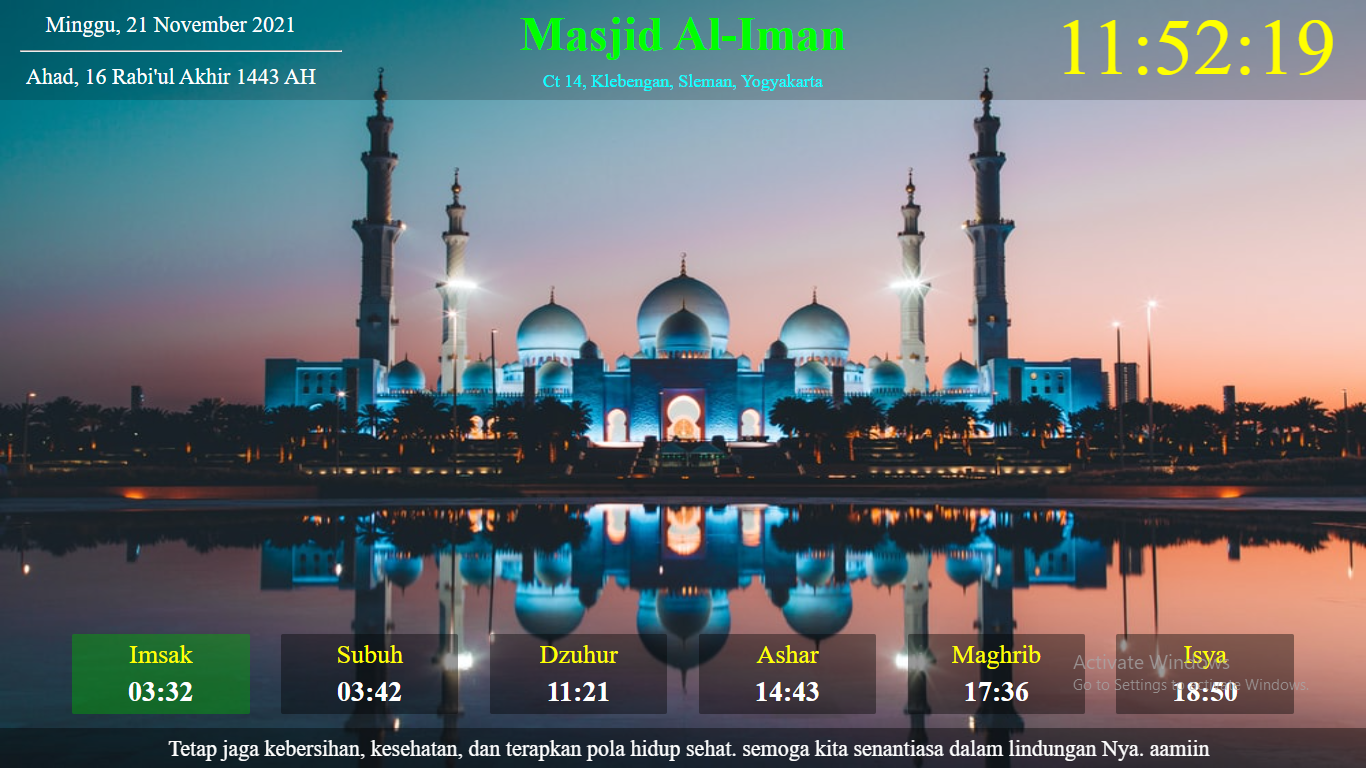 Minggu, 21 November 2021
Ahad, 16 Rabi'ul Akhir 1443 AH
Masjid Al-Iman
Ct 14, Klebengan, Sleman, Yogyakarta
11:52:19
Imsak
03:32
Subuh
03:42
Dzuhur
11:21
Ashar
14:43
Maghrib
17:36
Isya
18:50
Activate Windows
Go to Settings to activate Windows.
Tetap jaga kebersihan, kesehatan, dan terapkan pola hidup sehat. semoga kita senantiasa dalam lindungan Nya. aamiin